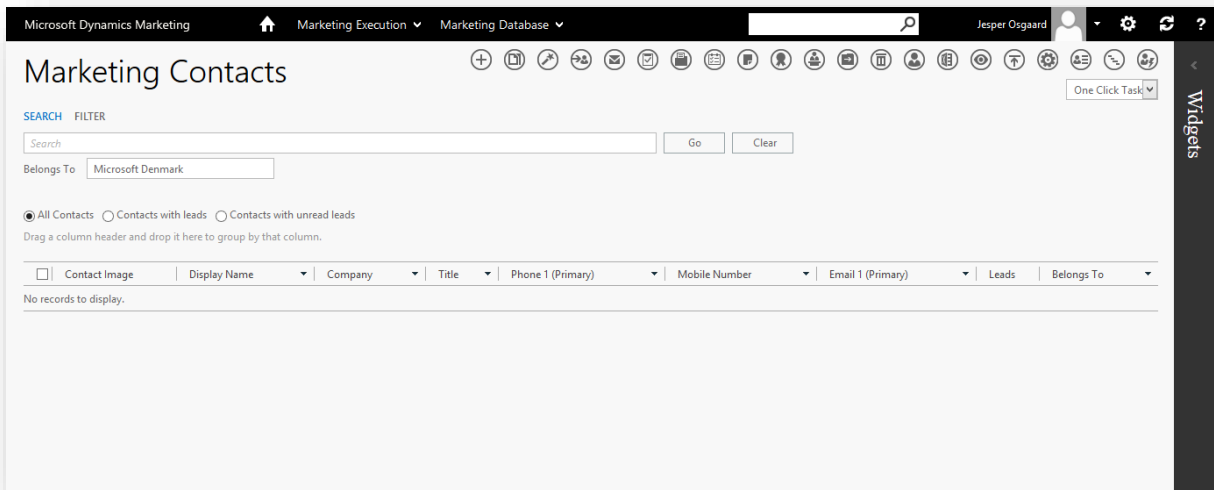 Microsoft Dynamics Marketing Marketing Execution Marketing Database Jesper Osgaard ?
Marketing Contacts
One Click Task
Widgets
SEARCH FILTER
Search Go Clear
Belongs To Microsoft Denmark
All Contacts Contacts with leads Contacts with unread leads
Drag a column header and drop it here to group by that column.
Contact Image Display Name Company Title Phone 1 (Primary) Mobile Number Email 1 (Primary) Leads Belongs To
No records to display.